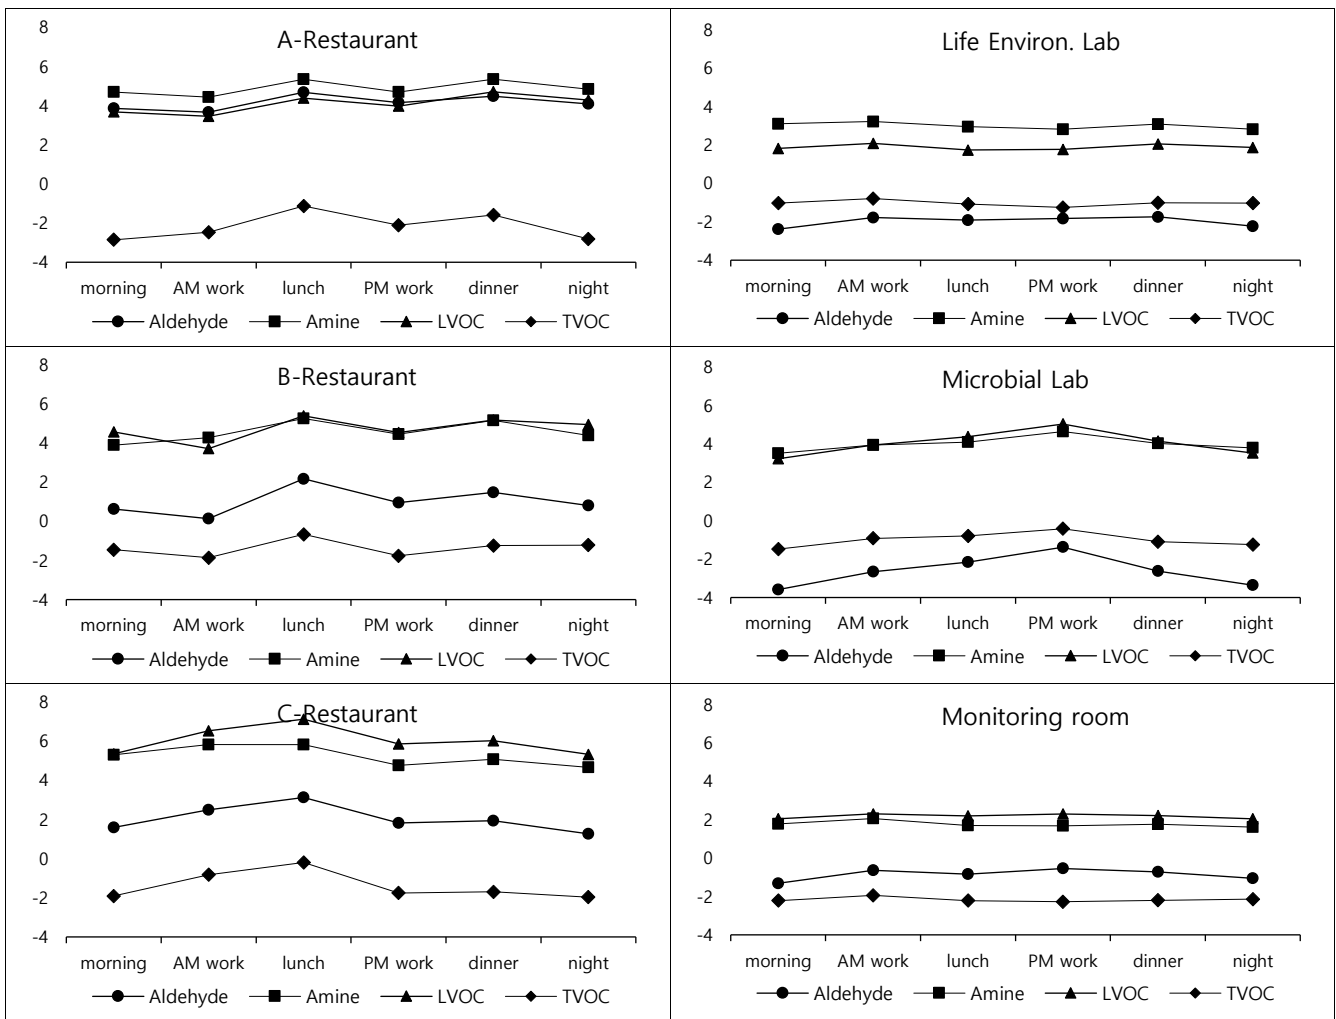 A-Restaurant
8
6
4
2
0
-2
-4
morning AM work lunch PM work dinner night
Aldehyde Amine LVOC TVOC
Life Environ. Lab
8
6
4
2
0
-2
-4
morning AM work lunch PM work dinner night
Aldehyde Amine LVOC TVOC
B-Restaurant
8
6
4
2
0
-2
-4
morning AM work lunch PM work dinner night
Aldehyde Amine LVOC TVOC
Microbial Lab
8
6
4
2
0
-2
-4
morning AM work lunch PM work dinner night
Aldehyde Amine LVOC TVOC
C-Restaurant
8
6
4
2
0
-2
-4
morning AM work lunch PM work dinner night
Aldehyde Amine LVOC TVOC
Monitoring room
8
6
4
2
0
-2
-4
morning AM work lunch PM work dinner night
Aldehyde Amine LVOC TVOC